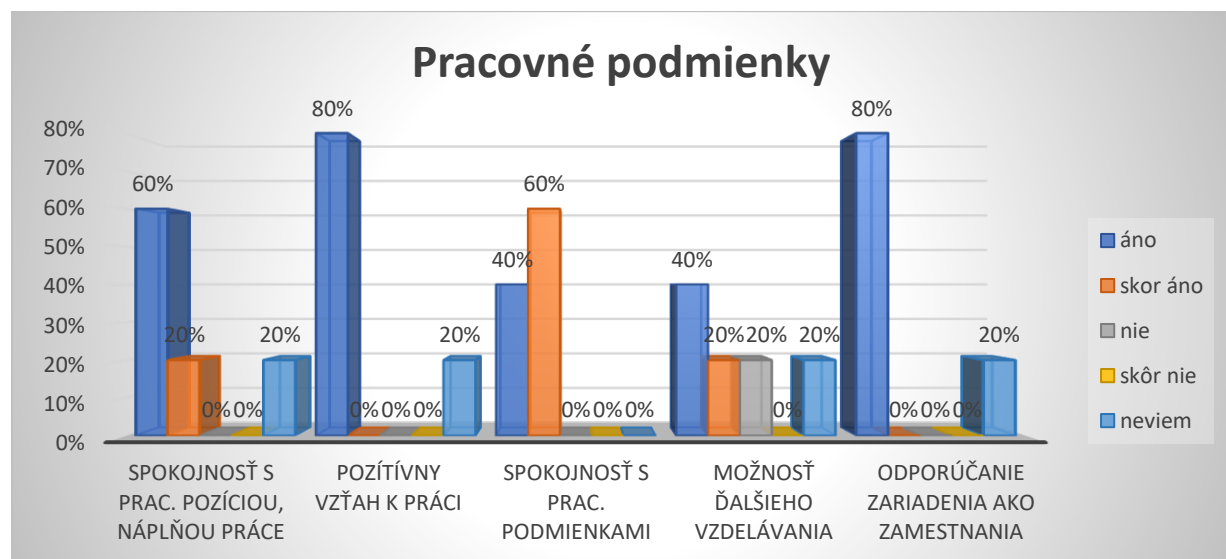 Pracovné podmienky
80%
70%
60%
50%
40%
30%
20%
10%
0%
60%
20%
0%
0%
20%
80%
0%
0%
0%
20%
40%
60%
0%
0%
0%
40%
20%
20%
0%
20%
80%
0%
0%
0%
20%
SPOKOJNOSŤ S
PRAC. POZÍCIOU,
NÁPLŇOU PRÁCE
POZÍTÍVNY
VZŤAH K PRÁCI
SPOKOJNOSŤ S
PRAC.
PODMIENKAMI
MOŽNOSŤ
ĎALŠIEHO
VZDELÁVANIA
ODPORÚČANIE
ZARIADENIA AKO
ZAMESTNANIA
áno
skor áno
nie
skôr nie
neviem